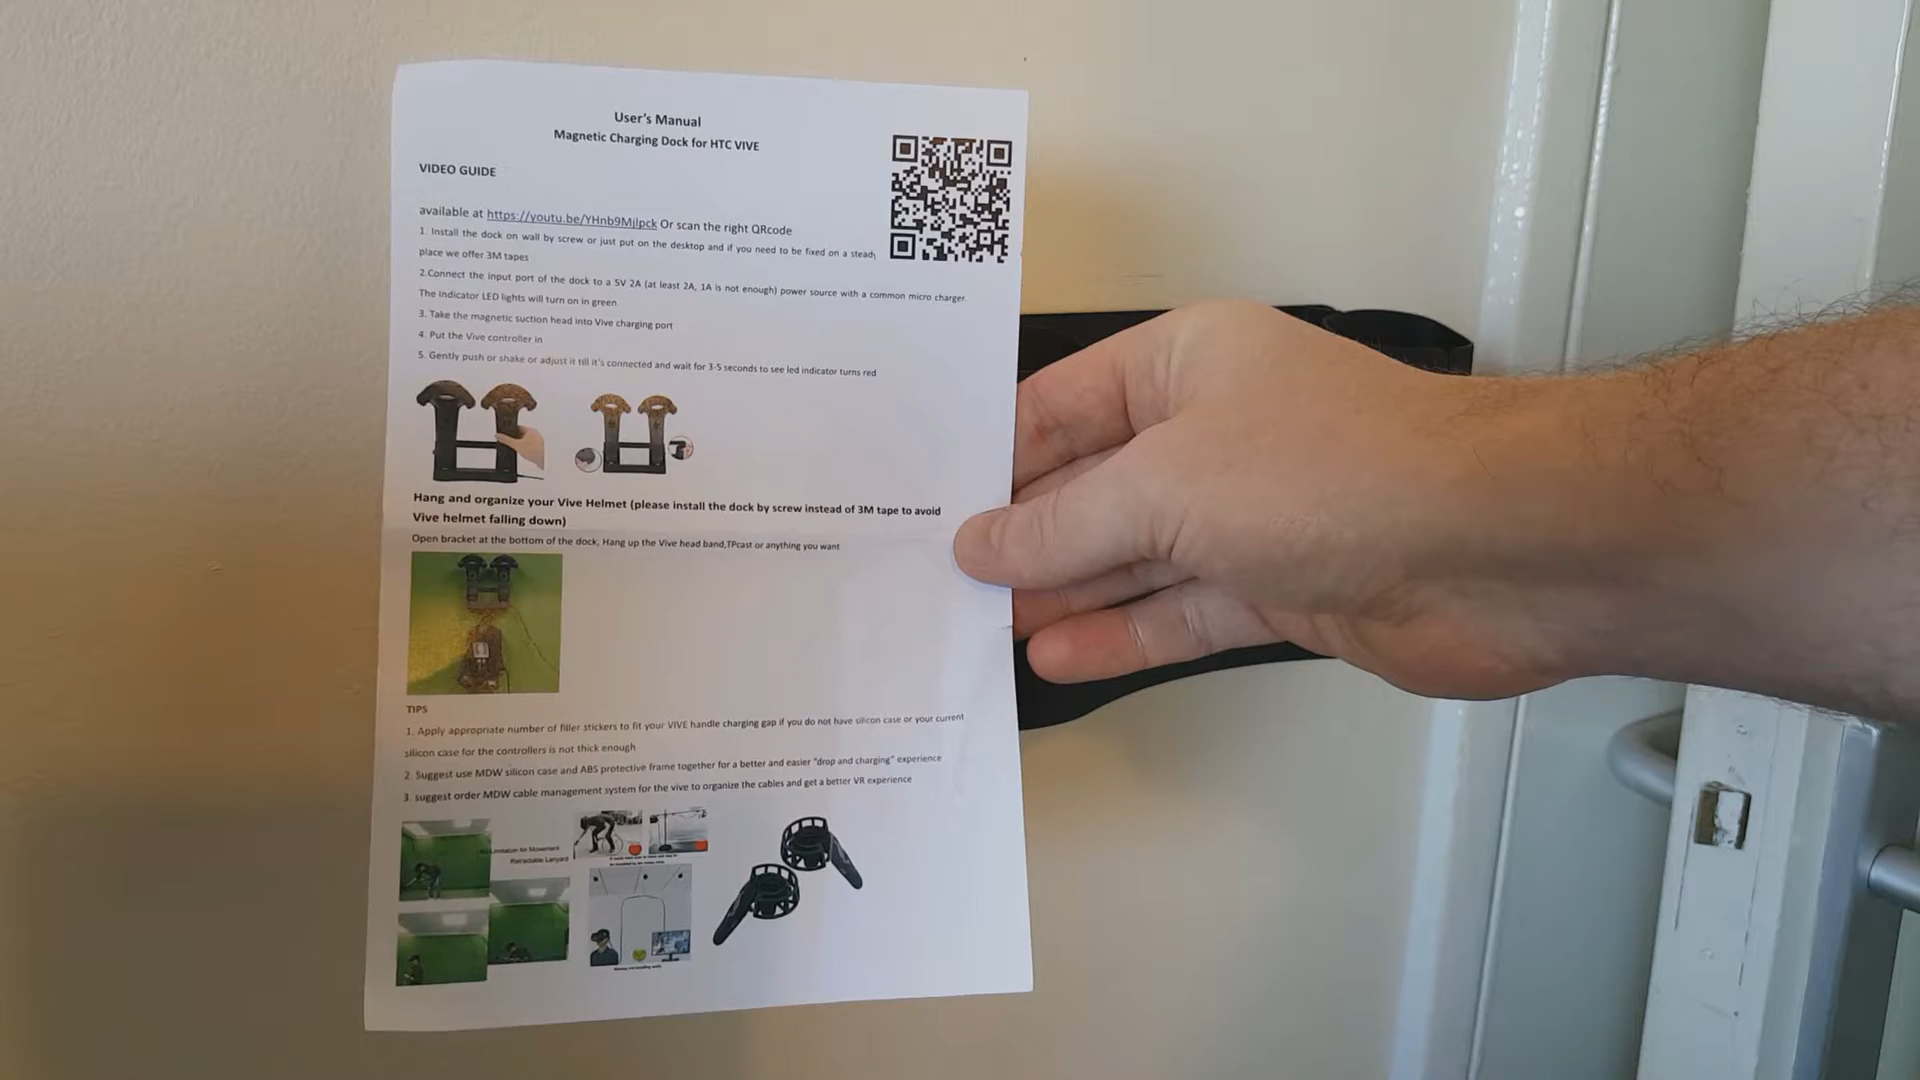 User's Manual
Magnetic Charging Dock for HTC VIVE
VIDEO GUIDE
available at https://youtu.be/YHnb9Mjlpck Or scan the right QRcode
1. Install the dock on wall by screw or just put on the desktop and if you need to be fixed on a steady
place we offer 3M tapes
2.Connect the input port of the dock to a 5V 2A (at least 2A, 1A is not enough) power source with a common micro charger.
The Indicator LED lights will turn on in green
3. Take the magnetic suction head into Vive charging port
4. Put the Vive controller in
5. Gently push or shake or adjust it till it's connected and wait for 3-5 seconds to see led indicator turns red
Hang and organize your Vive Helmet (please install the dock by screw instead of 3M tape to avoid
Vive helmet falling down)
Open bracket at the bottom of the dock, Hang up the Vive head band,TPcast or anything you want
TIPS
1. Apply appropriate number of filler stickers to fit your VIVE handle charging gap if you do not have silicon case or your current
silicon case for the controllers is not thick enough
2. Suggest use MDW silicon case and ABS protective frame together for a better and easier "drop and charging" experience
3. suggest order MDW cable management system for the vive to organize the cables and get a better VR experience
Limitation for Movement
Retractable Lanyard